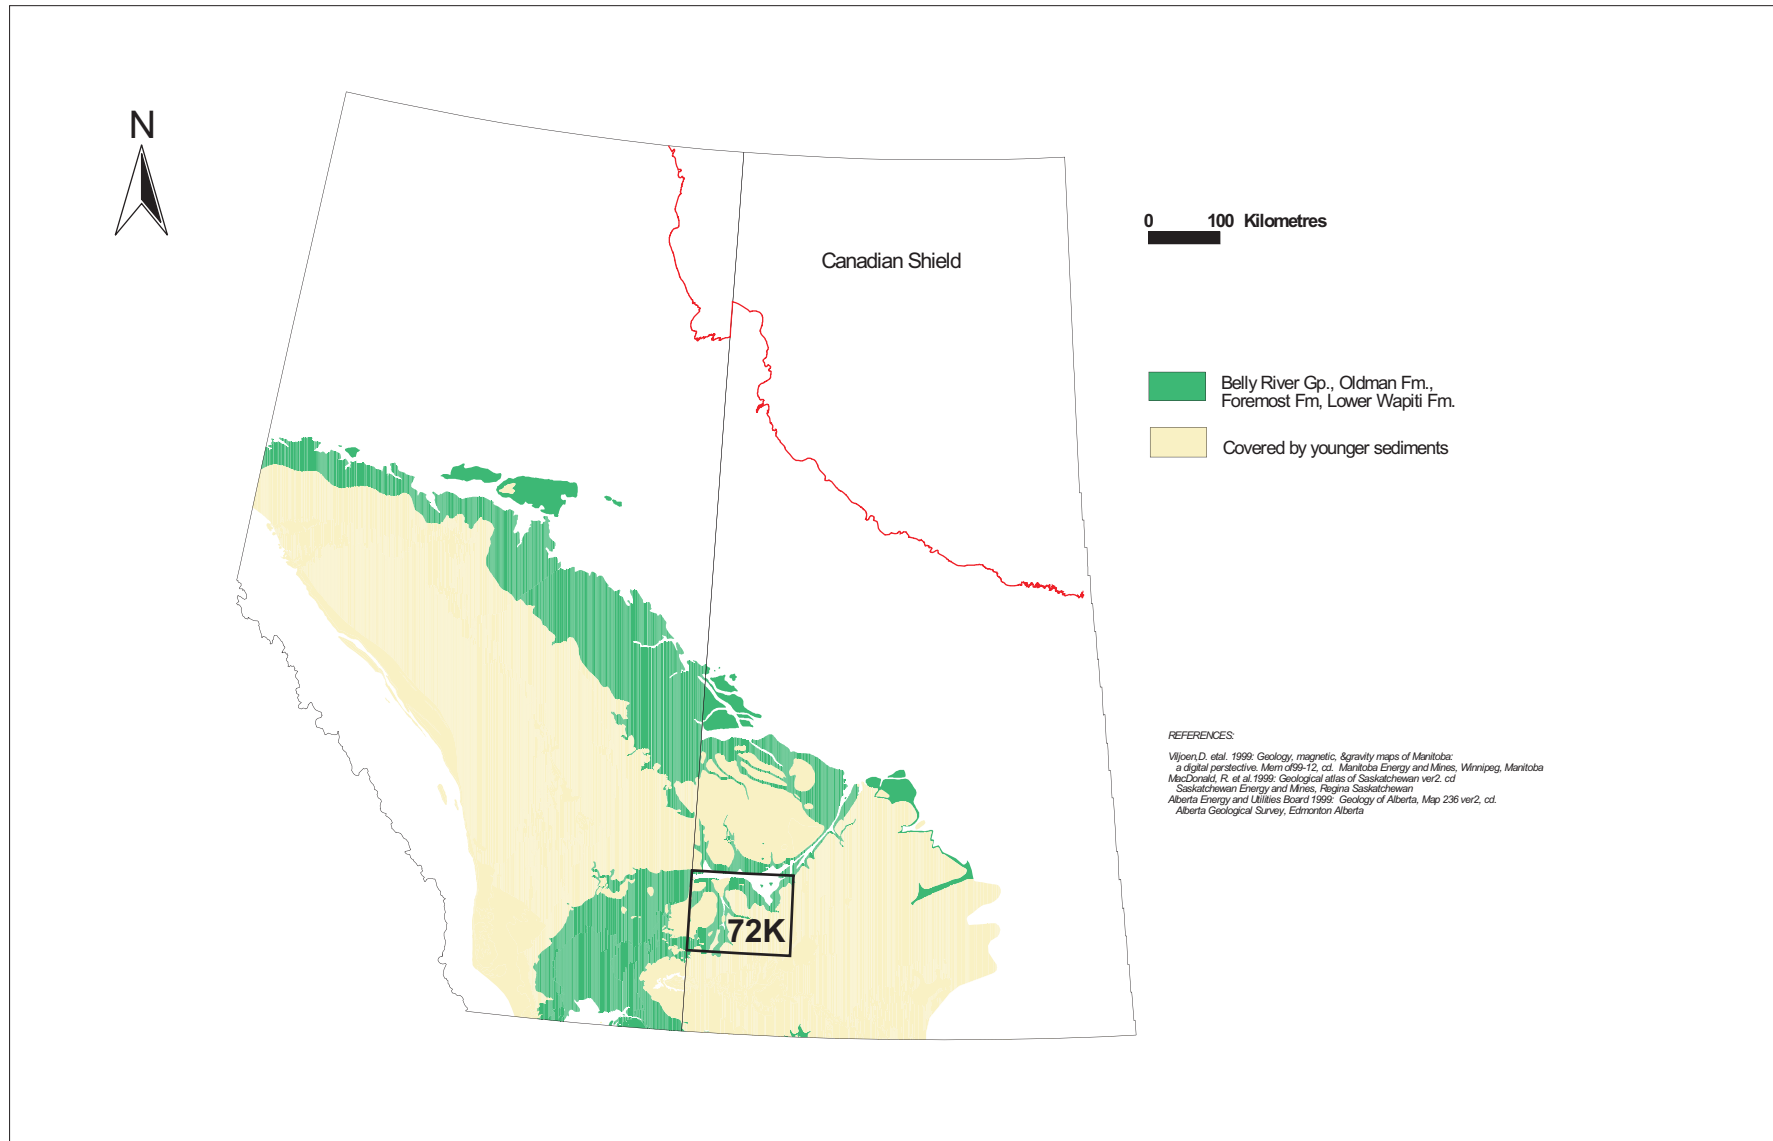 N
0 100 Kilometres
Canadian Shield
Belly River Gp., Oldman Fm.,
Foremost Fm, Lower Wapiti Fm.
Covered by younger sediments
72K
REFERENCES:
Viljoen,D. etal. 1999: Geology, magnetic, &gravity maps of Manitoba:
a digital perstective. Mem of99-12, cd. Manitoba Energy and Mines, Winnipeg, Manitoba
MacDonald, R. et al.1999: Geological atlas of Saskatchewan ver2. cd
Saskatchewan Energy and Mines, Regina Saskatchewan
Alberta Energy and Utilities Board 1999: Geology of Alberta, Map 236 ver2, cd.
Alberta Geological Survey, Edmonton Alberta